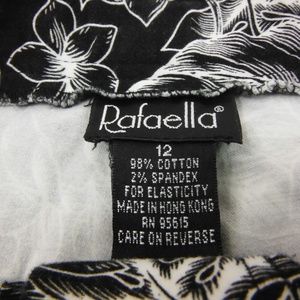 Rafaella®
12
98% COTTON
2% SPANDEX
FOR ELASTICITY
MADE IN HONG KONG
RN 95615
CARE ON REVERSE